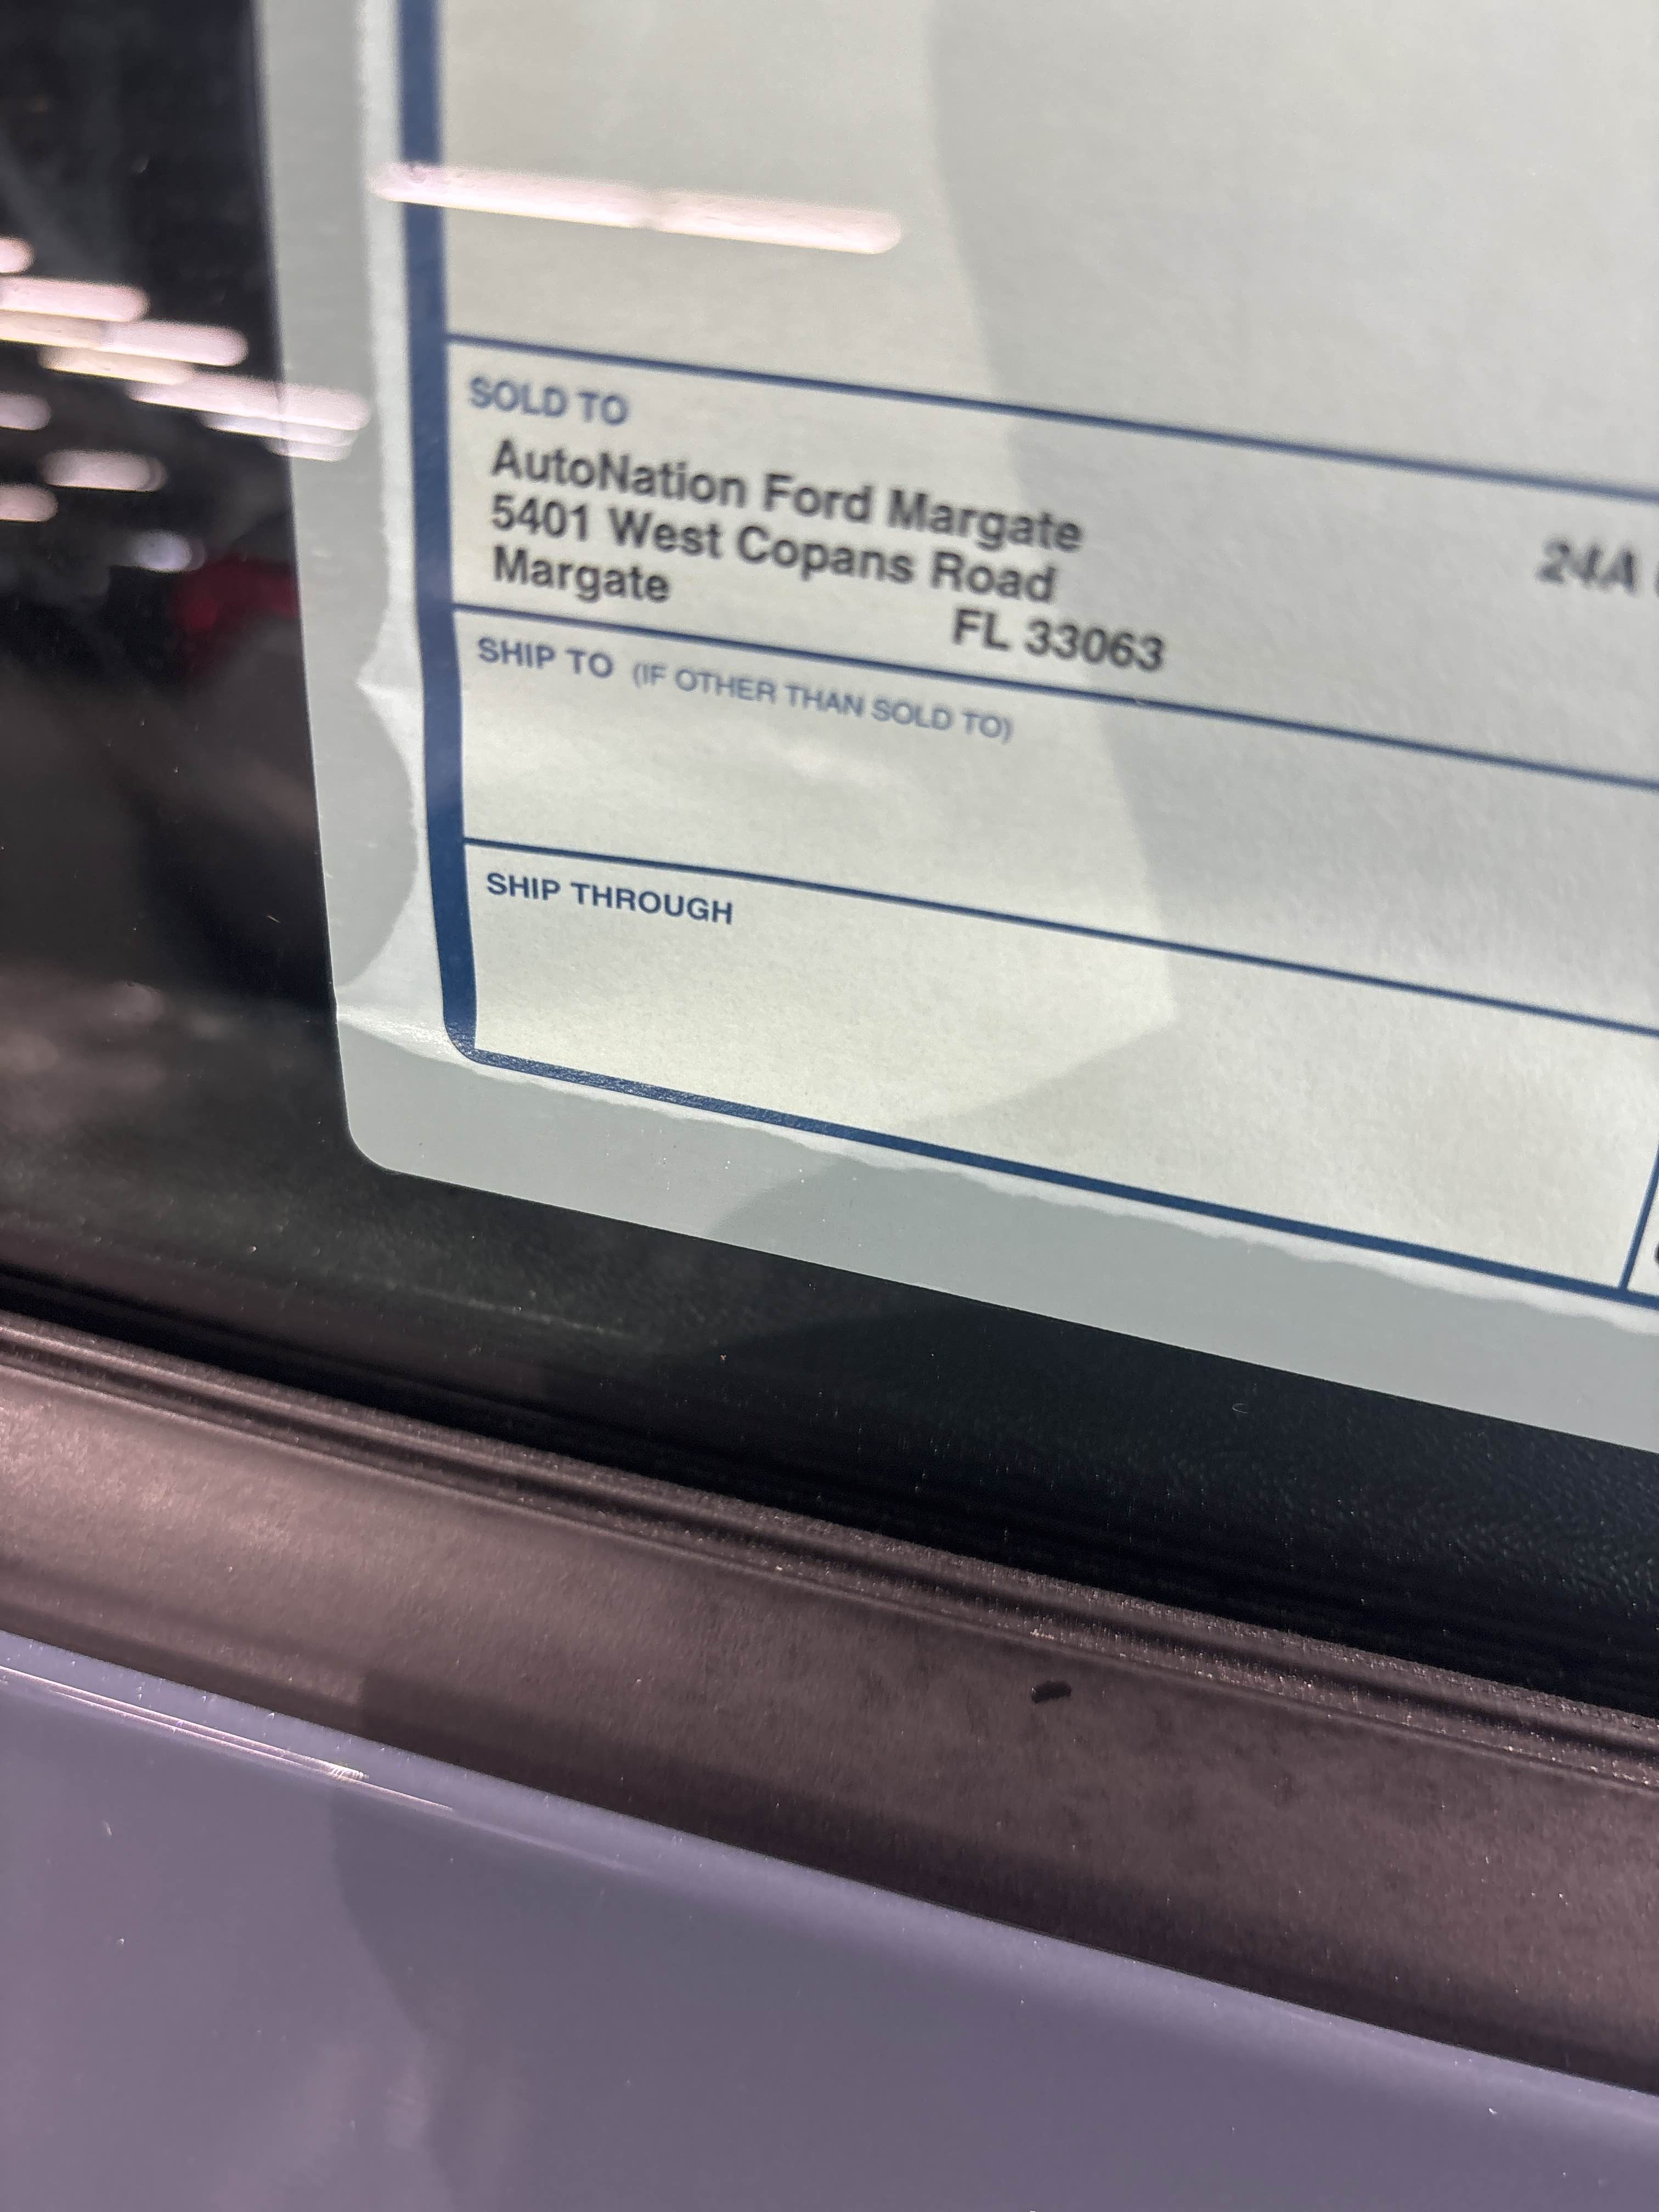 SOLD TO
AutoNation Ford Margate
5401 West Copans Road
24A
Margate FL 33063
SHIP TO (IF OTHER THAN SOLD TO)
SHIP THROUGH